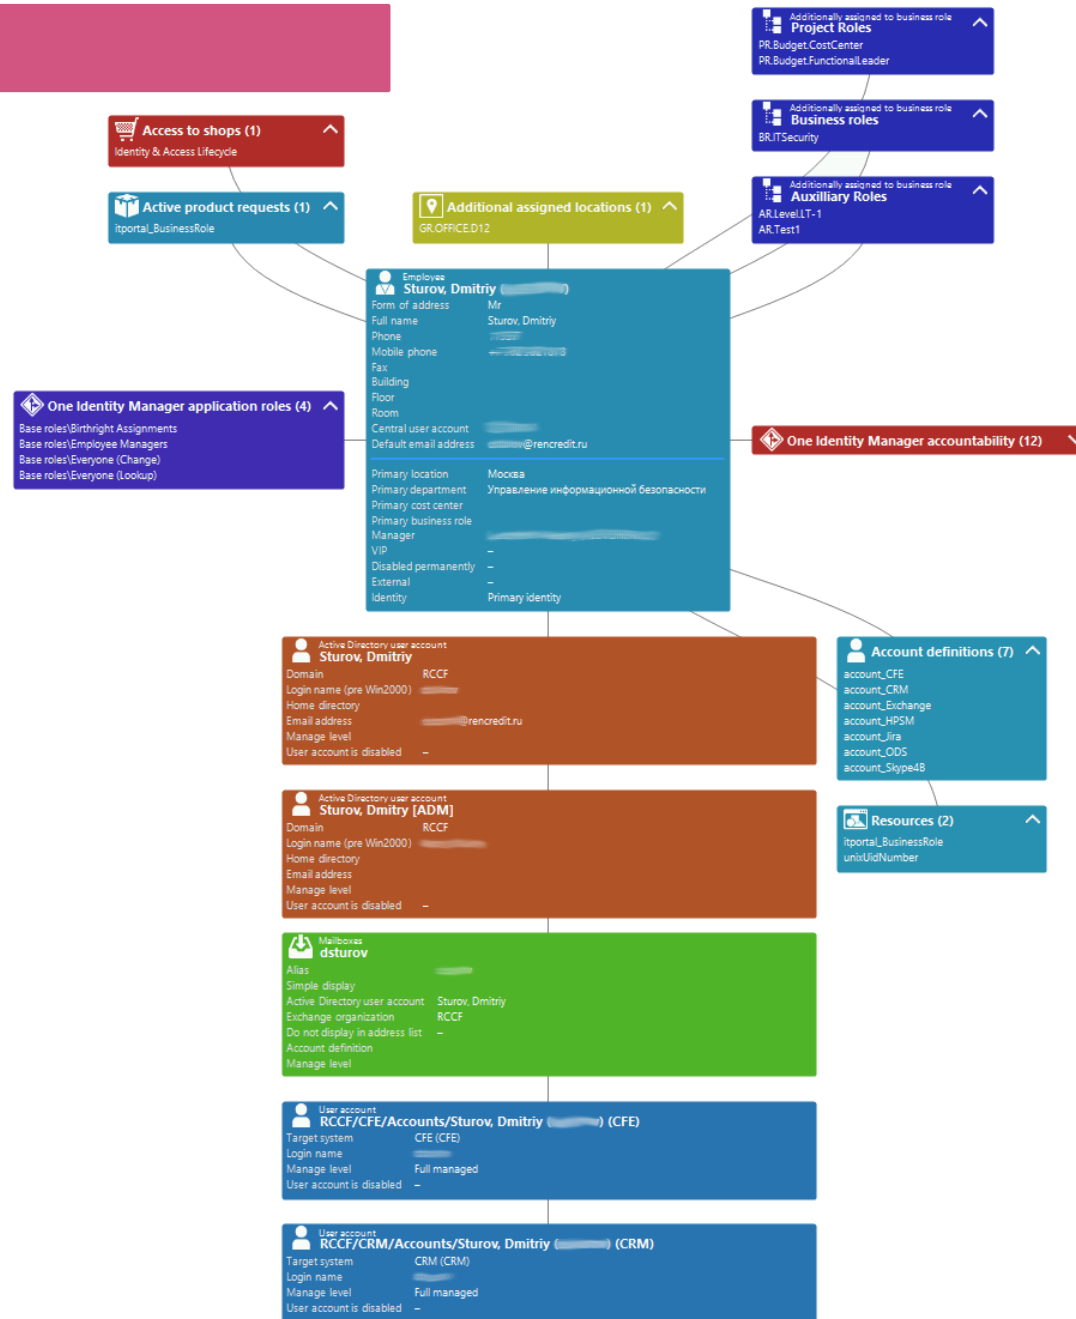 Additionally assigned to business role
Project Roles
PR.Budget.CostCenter
PR.Budget.FunctionalLeader
Additionally assigned to business role
Business roles
BR.ITSecurity
Additionally assigned to business role
Auxilliary Roles
AR.Level.LT-1
AR.Test1
Access to shops (1)
Identity & Access Lifecycle
Active product requests (1)
itportal_BusinessRole
Additional assigned locations (1)
GR.OFFICE.D12
Employee
Sturov, Dmitriy ( )
Form of address Mr
Full name Sturov, Dmitriy
Phone
Mobile phone
Fax
Building
Floor
Room
Central user account
Default email address @rencredit.ru
Primary location Москва
Primary department Управление информационной безопасности
Primary cost center
Primary business role
Manager
VIP –
Disabled permanently –
External –
Identity Primary identity
One Identity Manager application roles (4)
Base roles\Birthright Assignments
Base roles\Employee Managers
Base roles\Everyone (Change)
Base roles\Everyone (Lookup)
One Identity Manager accountability (12)
Active Directory user account
Sturov, Dmitriy
Domain RCCF
Login name (pre Win2000)
Home directory
Email address @rencredit.ru
Manage level
User account is disabled –
Account definitions (7)
account_CFE
account_CRM
account_Exchange
account_HPSM
account_Jira
account_ODS
account_Skype4B
Resources (2)
itportal_BusinessRole
unixUidNumber
Active Directory user account
Sturov, Dmitry [ADM]
Domain RCCF
Login name (pre Win2000)
Home directory
Email address
Manage level
User account is disabled –
Mailboxes
dsturov
Alias
Simple display
Active Directory user account Sturov, Dmitriy
Exchange organization RCCF
Do not display in address list –
Account definition
Manage level
User account
RCCF/CFE/Accounts/Sturov, Dmitriy ( ) (CFE)
Target system CFE (CFE)
Login name
Manage level Full managed
User account is disabled –
User account
RCCF/CRM/Accounts/Sturov, Dmitriy ( ) (CRM)
Target system CRM (CRM)
Login name
Manage level Full managed
User account is disabled –